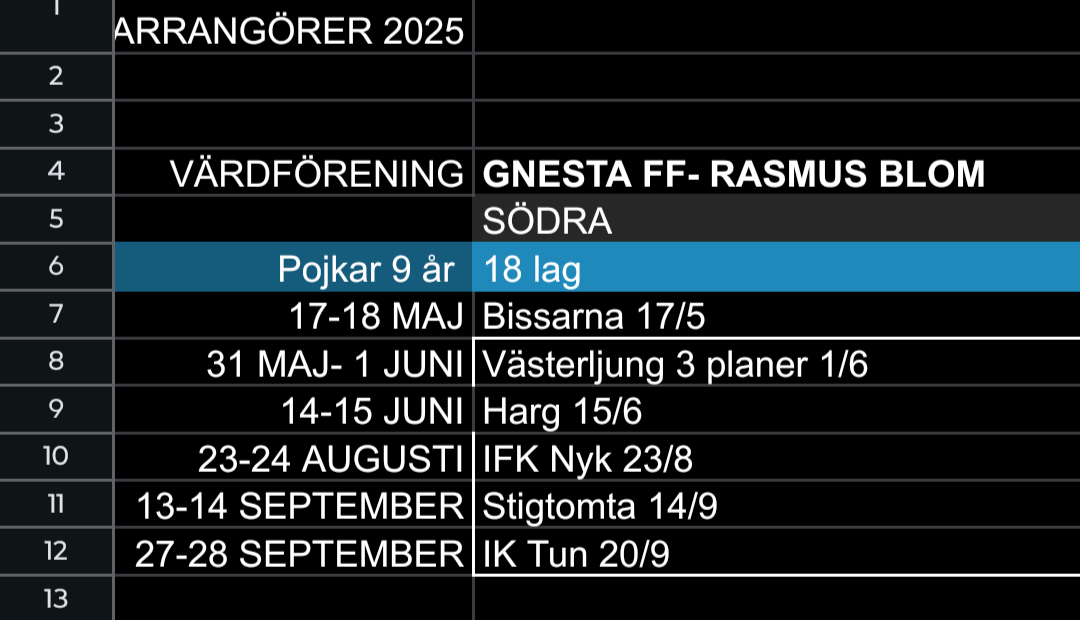 1
ARRANGÖRER 2025
2
3
4 VÄRDFÖRENING GNESTA FF- RASMUS BLOM
5 SÖDRA
6 Pojkar 9 år 18 lag
7 17-18 MAJ Bissarna 17/5
8 31 MAJ- 1 JUNI Västerljung 3 planer 1/6
9 14-15 JUNI Harg 15/6
10 23-24 AUGUSTI IFK Nyk 23/8
11 13-14 SEPTEMBER Stigtomta 14/9
12 27-28 SEPTEMBER IK Tun 20/9
13